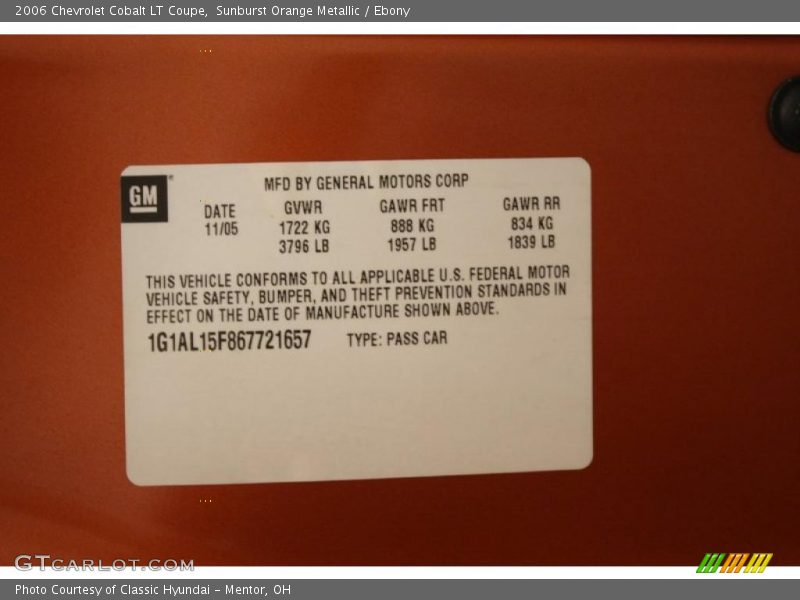 2006 Chevrolet Cobalt LT Coupe,  Sunburst Orange Metallic / Ebony
GM®
MFD BY GENERAL MOTORS CORP
DATE GVWR GAWR FRT GAWR RR
11/05 1722 KG 888 KG 834 KG
3796 LB 1957 LB 1839 LB
THIS VEHICLE CONFORMS TO ALL APPLICABLE U.S. FEDERAL MOTOR
VEHICLE SAFETY, BUMPER, AND THEFT PREVENTION STANDARDS IN
EFFECT ON THE DATE OF MANUFACTURE SHOWN ABOVE.
1G1AL15F867721657 TYPE: PASS CAR
GTCARLOT.COM
Photo Courtesy of Classic Hyundai - Mentor, OH